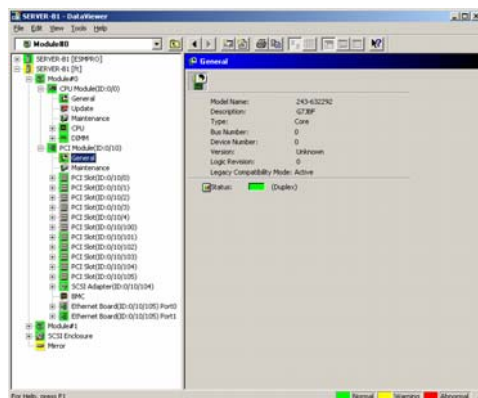 SERVER-B1 - DataViewer
File Edit View Tools Help
Module#0
SERVER-B1 [ESMPRO]
SERVER-B1 [ft]
Module#0
CPU Module(ID:0/0)
General
Update
Maintenance
CPU
DIMM
PCI Module(ID:0/10)
General
Maintenance
PCI Slot(ID:0/10/0)
PCI Slot(ID:0/10/1)
PCI Slot(ID:0/10/2)
PCI Slot(ID:0/10/3)
PCI Slot(ID:0/10/4)
PCI Slot(ID:0/10/100)
PCI Slot(ID:0/10/101)
PCI Slot(ID:0/10/102)
PCI Slot(ID:0/10/103)
PCI Slot(ID:0/10/104)
PCI Slot(ID:0/10/105)
SCSI Adapter(ID:0/10/104)
BMC
Ethernet Board(ID:0/10/105) Port0
Ethernet Board(ID:0/10/105) Port1
Module#1
SCSI Enclosure
Mirror
General
Model Name: 243-632292
Description: G7JBF
Type: Core
Bus Number: 0
Device Number: 0
Version: Unknown
Logic Revision: 0
Legacy Compatibility Mode: Active
Status: (Duplex)
For Help, press F1
Normal Warning Abnormal